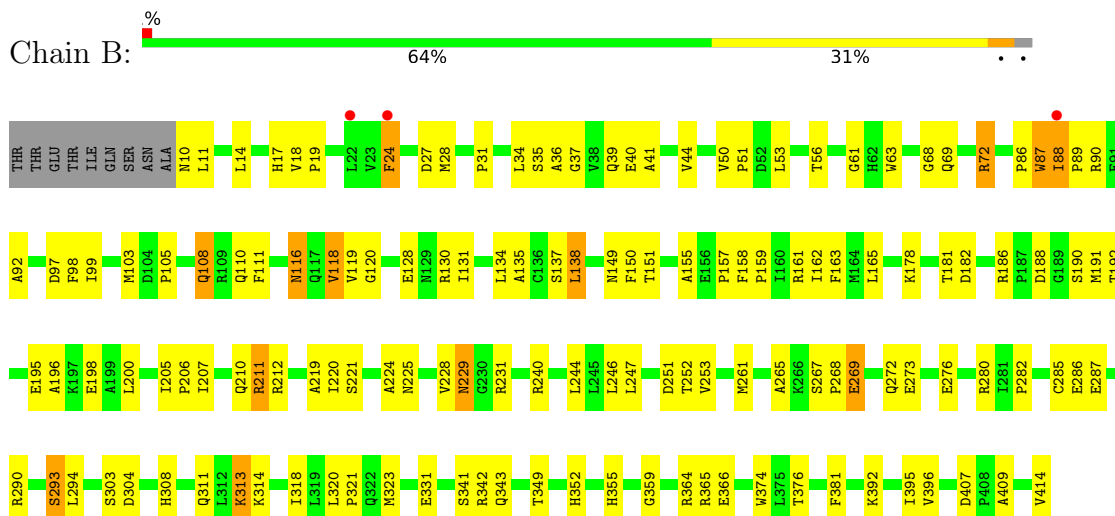 .%
Chain B:
64% 31% • •
THR THR GLU THR ILE GLN SER ASN ALA N10 L11 L14 H17 V18 P19 L22 V23 F24 D27 M28 P31 L34 S35 A36 G37 V38 Q39 E40 A41 V44 V50 P51 D52 L53 T56 G61 H62 W63 G68 Q69 R72 P86 W87 I88 P89 R90 E91
A92 D97 F98 I99 M103 D104 P105 Q108 R109 Q110 F111 N116 Q117 V118 V119 G120 E128 N129 R130 I131 L134 A135 C136 S137 L138 N149 F150 T151 A155 E156 P157 F158 P159 I160 R161 I162 F163 M164 L165 K178 T181 D182 R186 P187 D188 G189 S190 M191 T192
E195 A196 K197 E198 A199 L200 I205 P206 I207 Q210 R211 R212 A219 I220 S221 A224 N225 V228 N229 G230 R231 R240 L244 L245 L246 L247 D251 T252 V253 M261 A265 K266 S267 P268 E269 Q272 E273 E276 R280 I281 P282 C285 E286 E287
R290 S293 L294 S303 D304 H308 Q311 L312 K313 K314 I318 L319 L320 P321 Q322 M323 E331 S341 R342 Q343 T349 H352 H355 G359 R364 R365 E366 W374 L375 T376 F381 K392 I395 V396 D407 P408 A409 V414